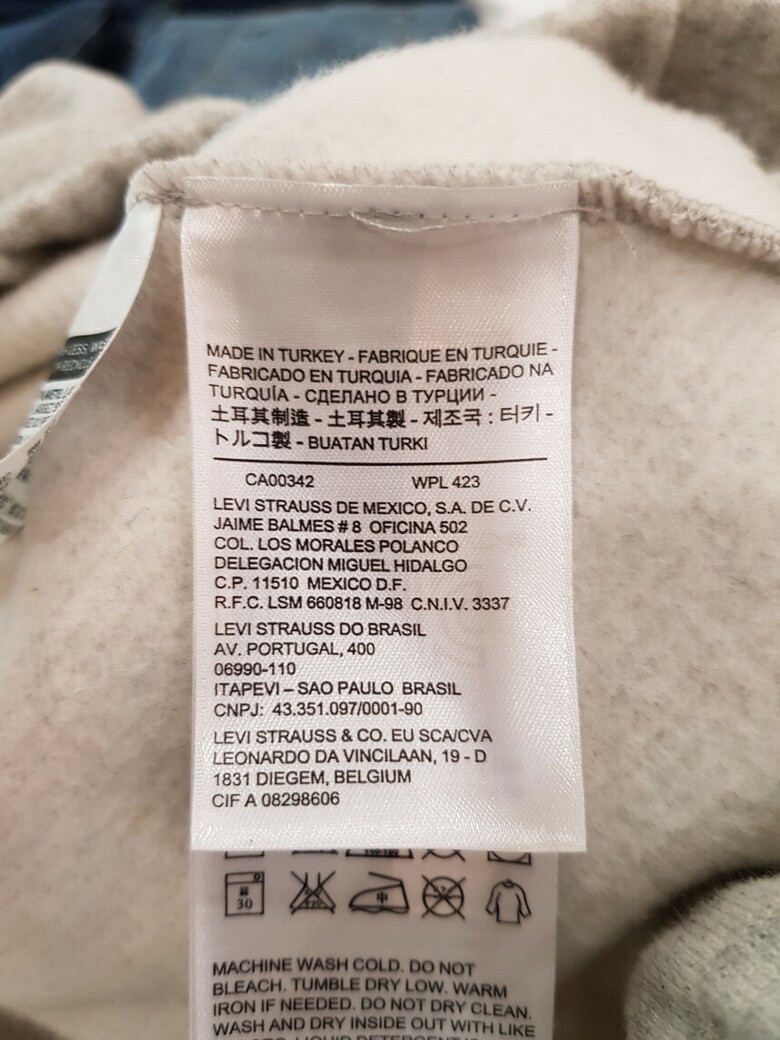 MADE IN TURKEY - FABRIQUE EN TURQUIE -
FABRICADO EN TURQUIA - FABRICADO NA
TURQUÍA - СДЕЛАНО В ТУРЦИИ -
土耳其制造 - 土耳其製 - 제조국 : 터키 -
トルコ製 - BUATAN TURKI
CA00342 WPL 423
LEVI STRAUSS DE MEXICO, S.A. DE C.V.
JAIME BALMES # 8 OFICINA 502
COL. LOS MORALES POLANCO
DELEGACION MIGUEL HIDALGO
C.P. 11510 MEXICO D.F.
R.F.C. LSM 660818 M-98 C.N.I.V. 3337
LEVI STRAUSS DO BRASIL
AV. PORTUGAL, 400
06990-110
ITAPEVI – SAO PAULO BRASIL
CNPJ: 43.351.097/0001-90
LEVI STRAUSS & CO. EU SCA/CVA
LEONARDO DA VINCILAAN, 19 - D
1831 DIEGEM, BELGIUM
CIF A 08298606
30
中
MACHINE WASH COLD. DO NOT
BLEACH. TUMBLE DRY LOW. WARM
IRON IF NEEDED. DO NOT DRY CLEAN.
WASH AND DRY INSIDE OUT WITH LIKE